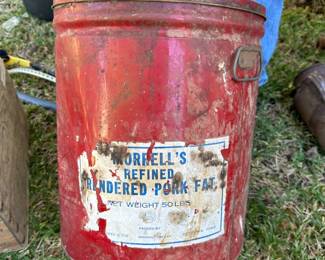 MORRELL'S
REFINED
RENDERED PORK FAT
NET WEIGHT 50 LBS